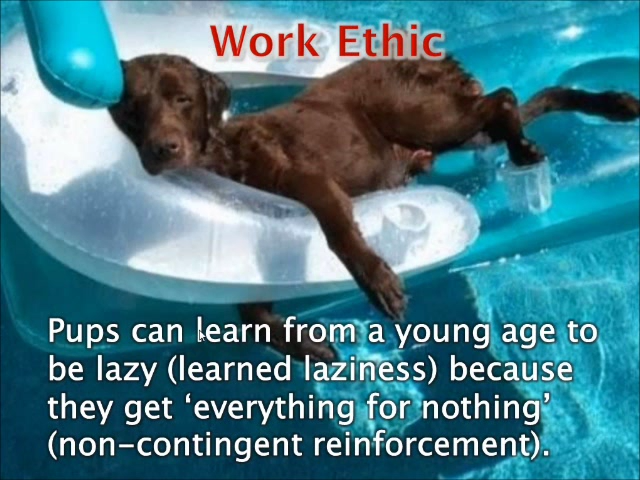 Work Ethic
Pups can learn from a young age to
be lazy (learned laziness) because
they get ‘everything for nothing’
(non-contingent reinforcement).